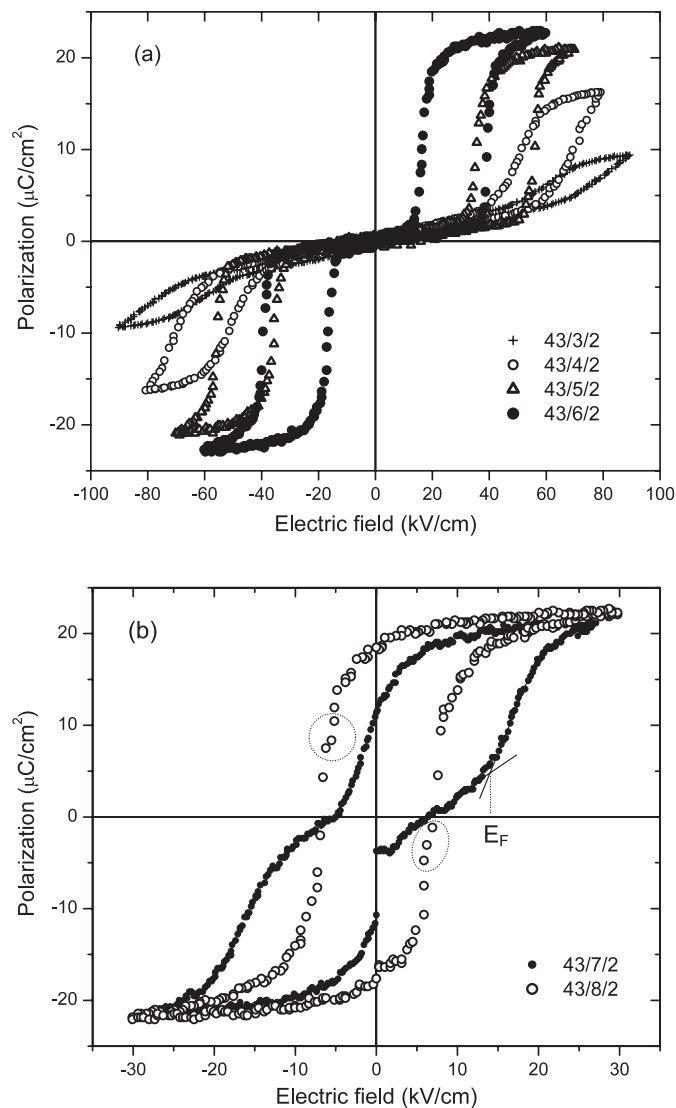 (a)
20
10
0
-10
-20
Polarization (μC/cm²)
+ 43/3/2
43/4/2
43/5/2
43/6/2
-100 -80 -60 -40 -20 0 20 40 60 80 100
Electric field (kV/cm)
(b)
20
10
0
-10
-20
Polarization (μC/cm²)
E_F
43/7/2
43/8/2
-30 -20 -10 0 10 20 30
Electric field (kV/cm)